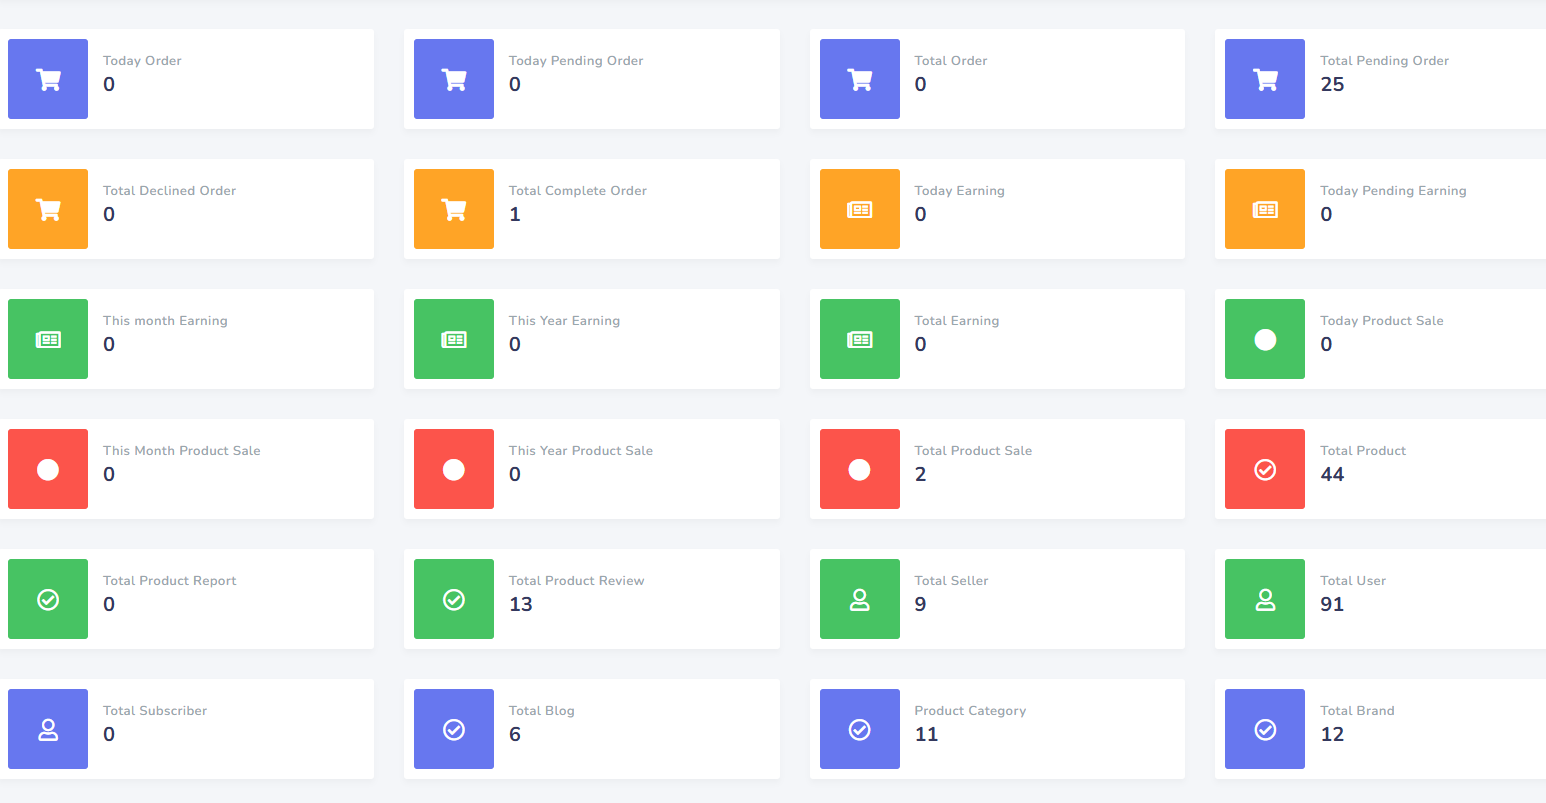 Today Order
0
Today Pending Order
0
Total Order
0
Total Pending Order
25
Total Declined Order
0
Total Complete Order
1
Today Earning
0
Today Pending Earning
0
This month Earning
0
This Year Earning
0
Total Earning
0
Today Product Sale
0
This Month Product Sale
0
This Year Product Sale
0
Total Product Sale
2
Total Product
44
Total Product Report
0
Total Product Review
13
Total Seller
9
Total User
91
Total Subscriber
0
Total Blog
6
Product Category
11
Total Brand
12